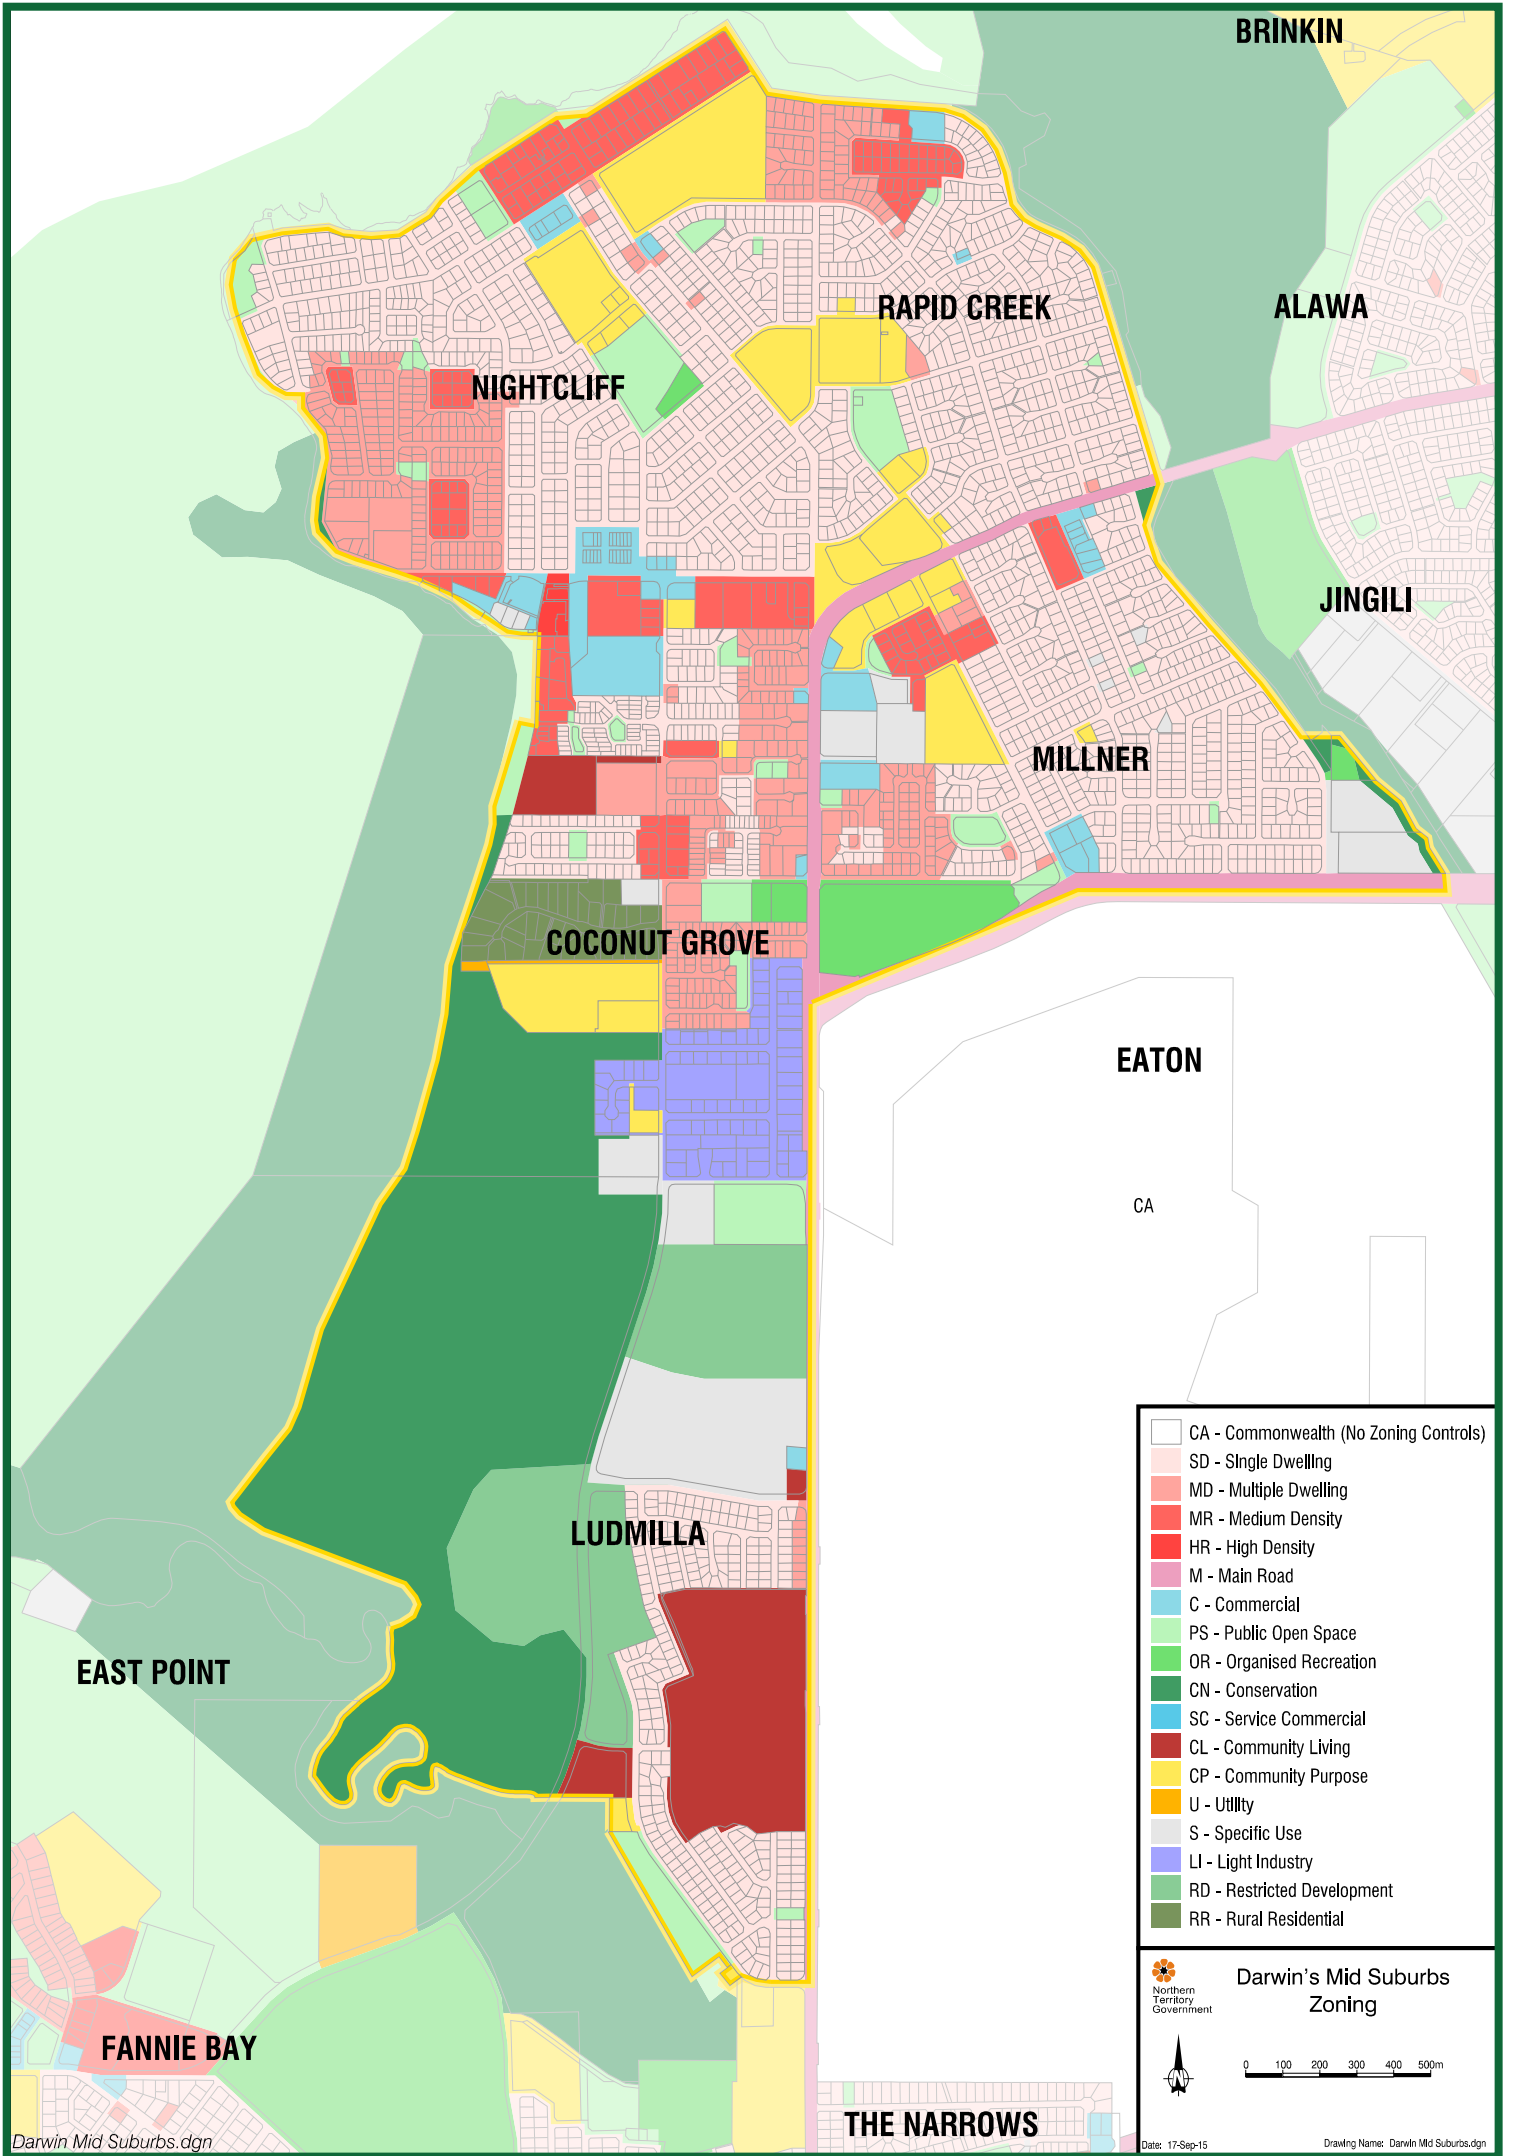 BRINKIN
RAPID CREEK
ALAWA
NIGHTCLIFF
JINGILI
MILLNER
COCONUT GROVE
EATON
CA
LUDMILLA
EAST POINT
FANNIE BAY
THE NARROWS
CA - Commonwealth (No Zoning Controls)
SD - Single Dwelling
MD - Multiple Dwelling
MR - Medium Density
HR - High Density
M - Main Road
C - Commercial
PS - Public Open Space
OR - Organised Recreation
CN - Conservation
SC - Service Commercial
CL - Community Living
CP - Community Purpose
U - Utility
S - Specific Use
LI - Light Industry
RD - Restricted Development
RR - Rural Residential
Northern
Territory
Government
Darwin's Mid Suburbs
Zoning
N
0 100 200 300 400 500m
Date: 17-Sep-15
Drawing Name: Darwin Mid Suburbs.dgn
Darwin Mid Suburbs.dgn